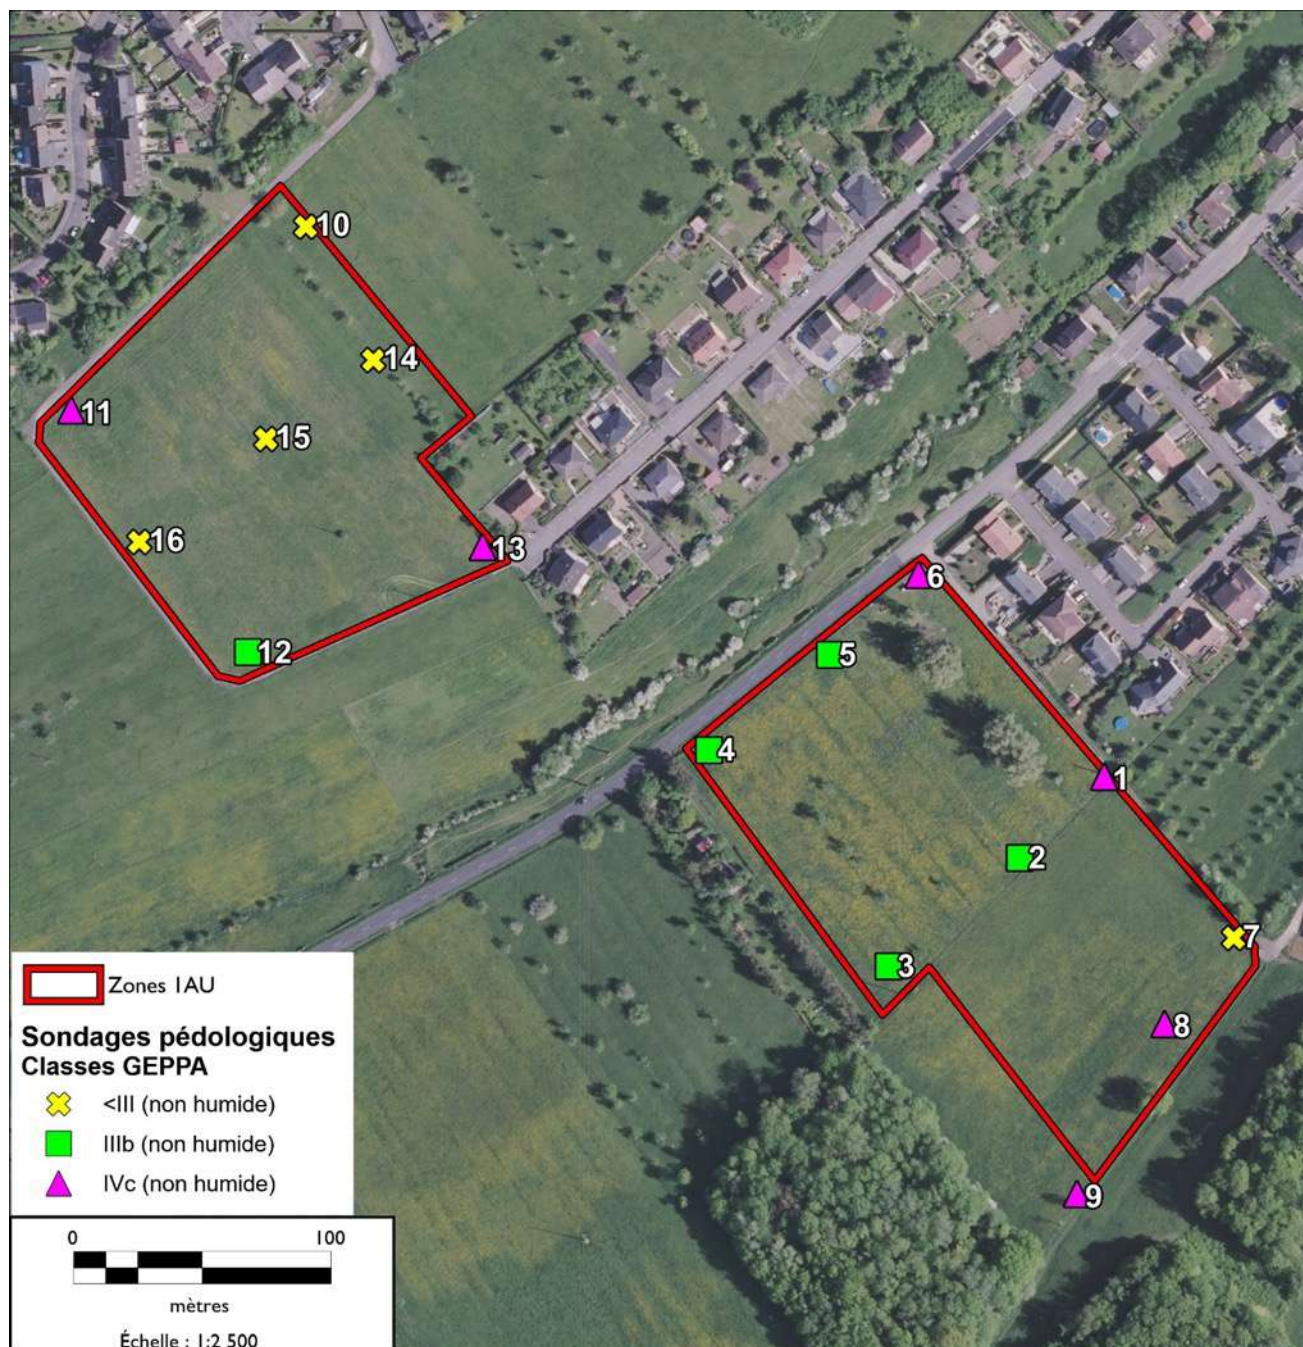 10
14
11
15
16
13
12
6
5
4
1
2
7
3
8
9
Zones 1AU
Sondages pédologiques
Classes GEPPA
<III (non humide)
IIIb (non humide)
IVc (non humide)
0 100
mètres
Échelle : 1:2 500